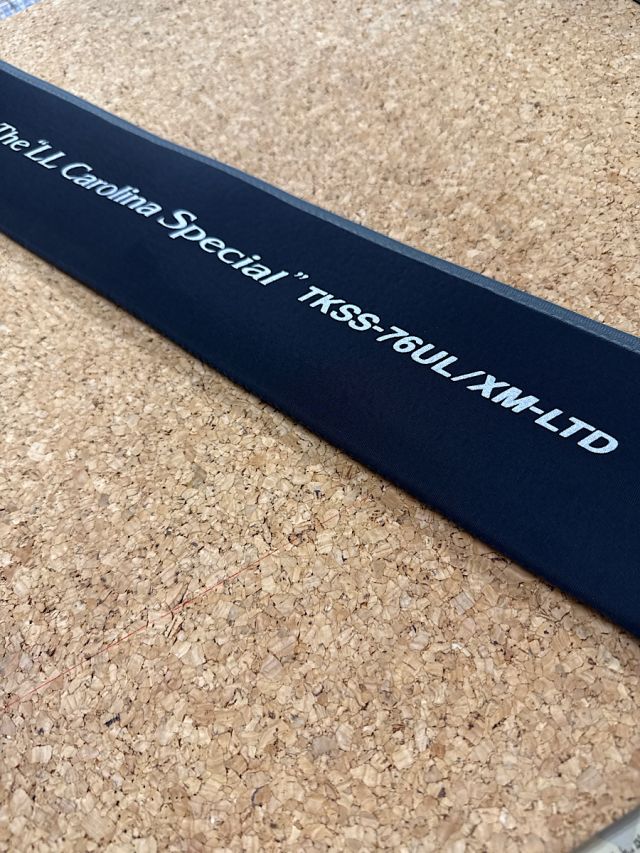 The "LL Carolina Special" TKSS-76UL/XM-LTD